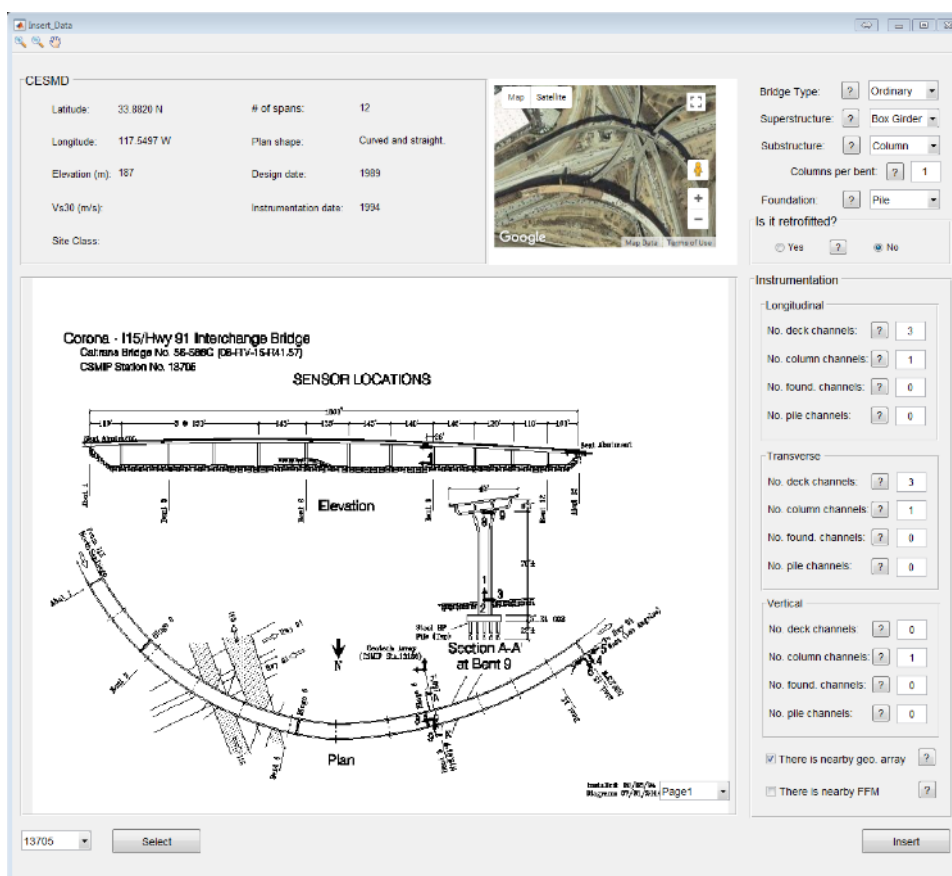 Insert_Data
CESMD
Latitude: 33.8820 N
# of spans: 12
Longitude: 117.5497 W
Plan shape: Curved and straight.
Elevation (m): 187
Design date: 1989
Vs30 (m/s):
Instrumentation date: 1994
Site Class:
Map Satellite
Google
Map Data Terms of Use
Bridge Type: ? Ordinary
Superstructure: ? Box Girder
Substructure: ? Column
Columns per bent: ? 1
Foundation: ? Pile
Is it retrofitted?
Yes ? No
Corona - I15/Hwy 91 Interchange Bridge
CSMIP Station No. 13705
SENSOR LOCATIONS
Elevation
Section A-A'
at Bent 9
Plan
N
Page1
Instrumentation
Longitudinal
No. deck channels: ? 3
No. column channels: ? 1
No. found. channels: ? 0
No. pile channels: ? 0
Transverse
No. deck channels: ? 3
No. column channels: ? 1
No. found. channels: ? 0
No. pile channels: ? 0
Vertical
No. deck channels: ? 0
No. column channels: ? 1
No. found. channels: ? 0
No. pile channels: ? 0
There is nearby geo. array ?
There is nearby FFM ?
13705
Select
Insert